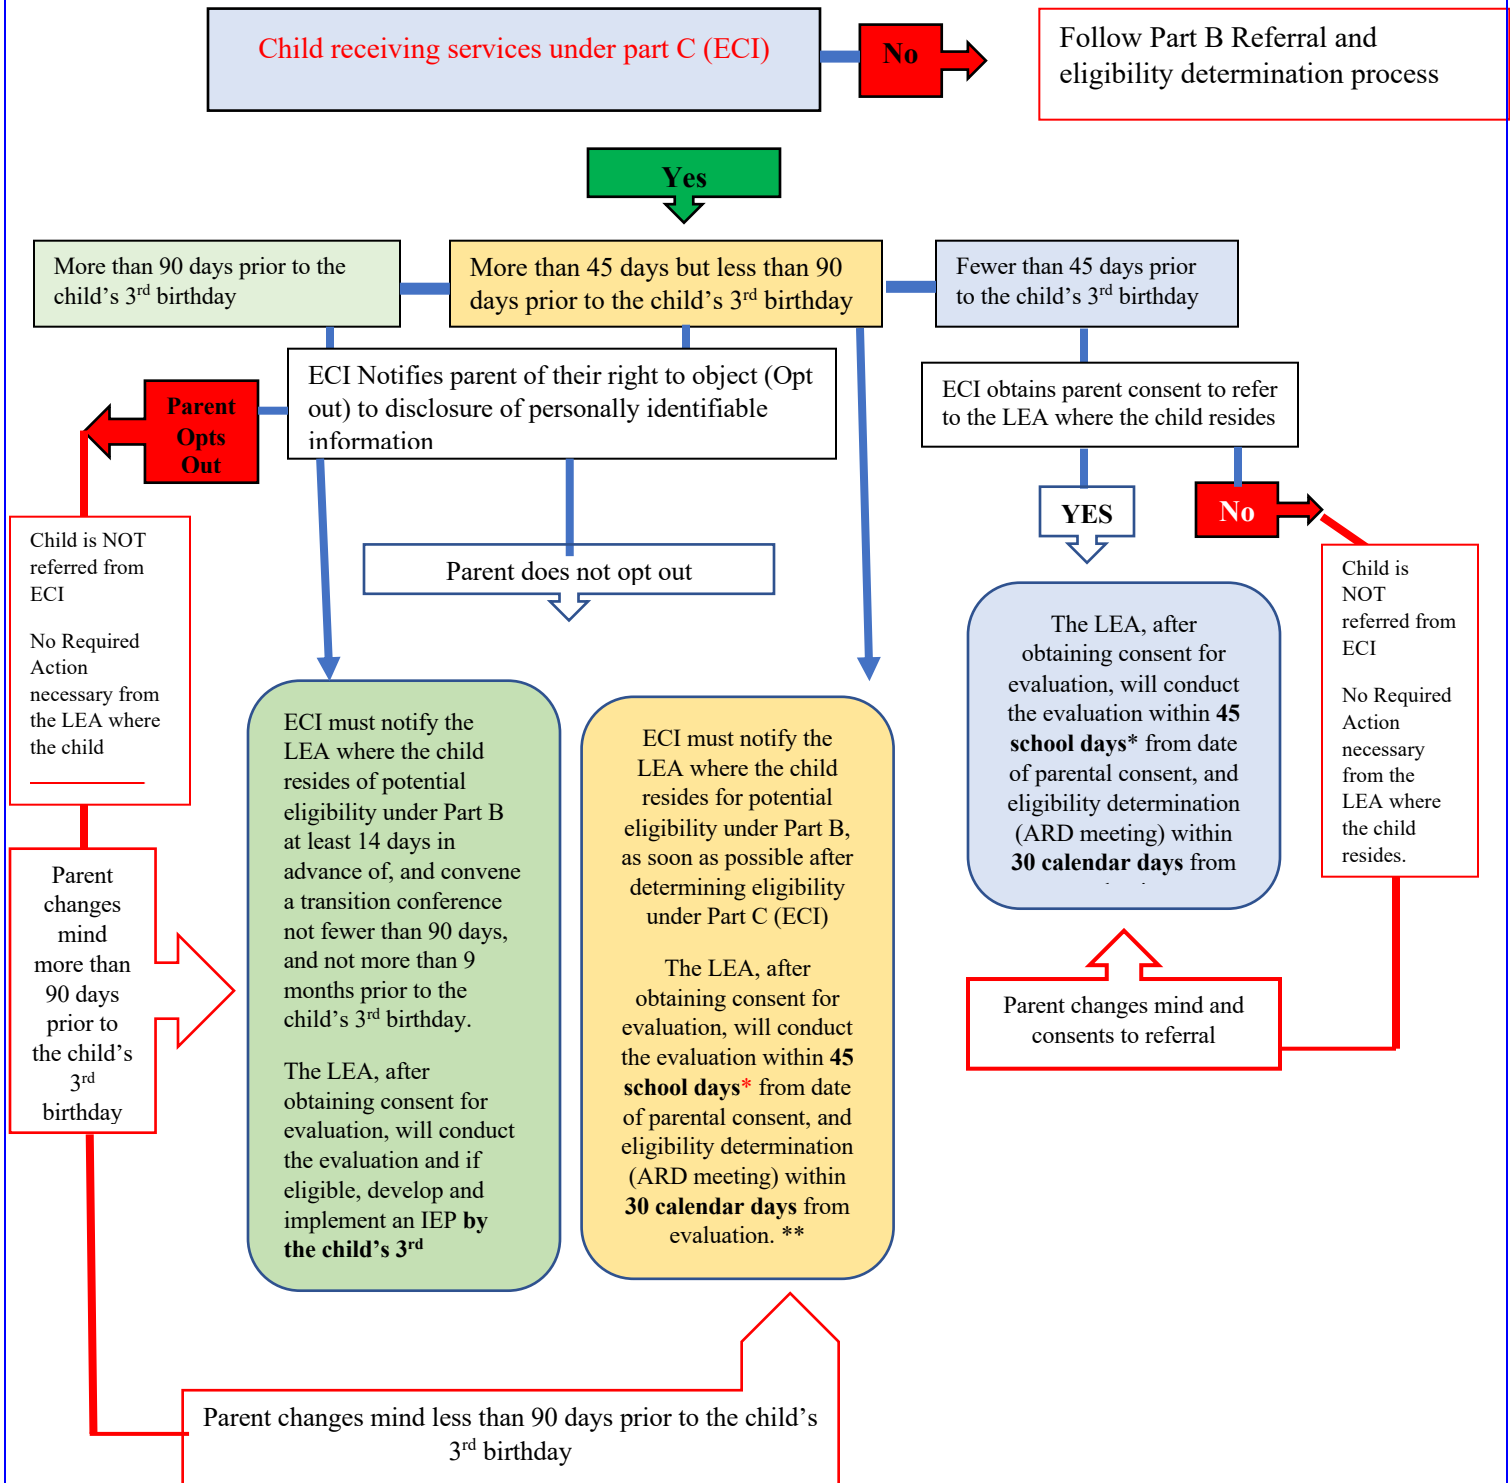 Child receiving services under part C (ECI)
No
Follow Part B Referral and
eligibility determination process
Yes
More than 90 days prior to the
child's 3rd birthday
More than 45 days but less than 90
days prior to the child's 3rd birthday
Fewer than 45 days prior
to the child's 3rd birthday
ECI Notifies parent of their right to object (Opt
out) to disclosure of personally identifiable
information
Parent
Opts
Out
ECI obtains parent consent to refer
to the LEA where the child resides
YES
No
Parent does not opt out
Child is NOT
referred from
ECI
No Required
Action
necessary from
the LEA where
the child
Parent
changes
mind
more than
90 days
prior to
the child's
3rd
birthday
ECI must notify the
LEA where the child
resides of potential
eligibility under Part B
at least 14 days in
advance of, and convene
a transition conference
not fewer than 90 days,
and not more than 9
months prior to the
child's 3rd birthday.
The LEA, after
obtaining consent for
evaluation, will conduct
the evaluation and if
eligible, develop and
implement an IEP by
the child's 3rd
ECI must notify the
LEA where the child
resides for potential
eligibility under Part B,
as soon as possible after
determining eligibility
under Part C (ECI)
The LEA, after
obtaining consent for
evaluation, will conduct
the evaluation within 45
school days* from date
of parental consent, and
eligibility determination
(ARD meeting) within
30 calendar days from
evaluation. **
The LEA, after
obtaining consent for
evaluation, will conduct
the evaluation within 45
school days* from date
of parental consent, and
eligibility determination
(ARD meeting) within
30 calendar days from
Child is
NOT
referred from
ECI
No Required
Action
necessary
from the
LEA where
the child
resides.
Parent changes mind and
consents to referral
Parent changes mind less than 90 days prior to the child's
3rd birthday